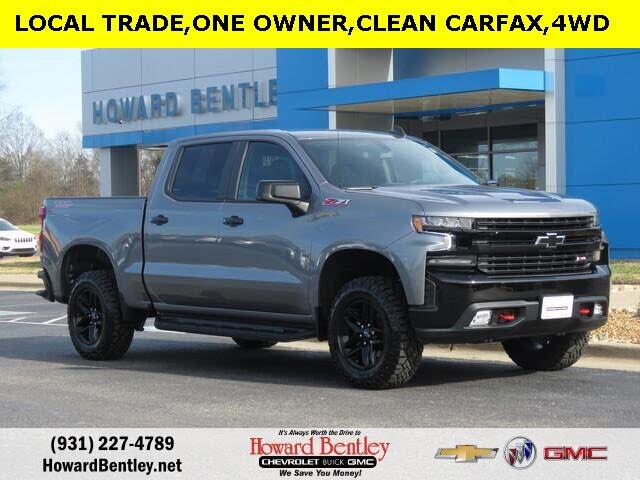 LOCAL TRADE,ONE OWNER,CLEAN CARFAX,4WD
HOWARD BENTLE
Z71
(931) 227-4789
HowardBentley.net
It's Always Worth the Drive to
Howard Bentley
CHEVROLET BUICK GMC
We Save You Money!
GMC